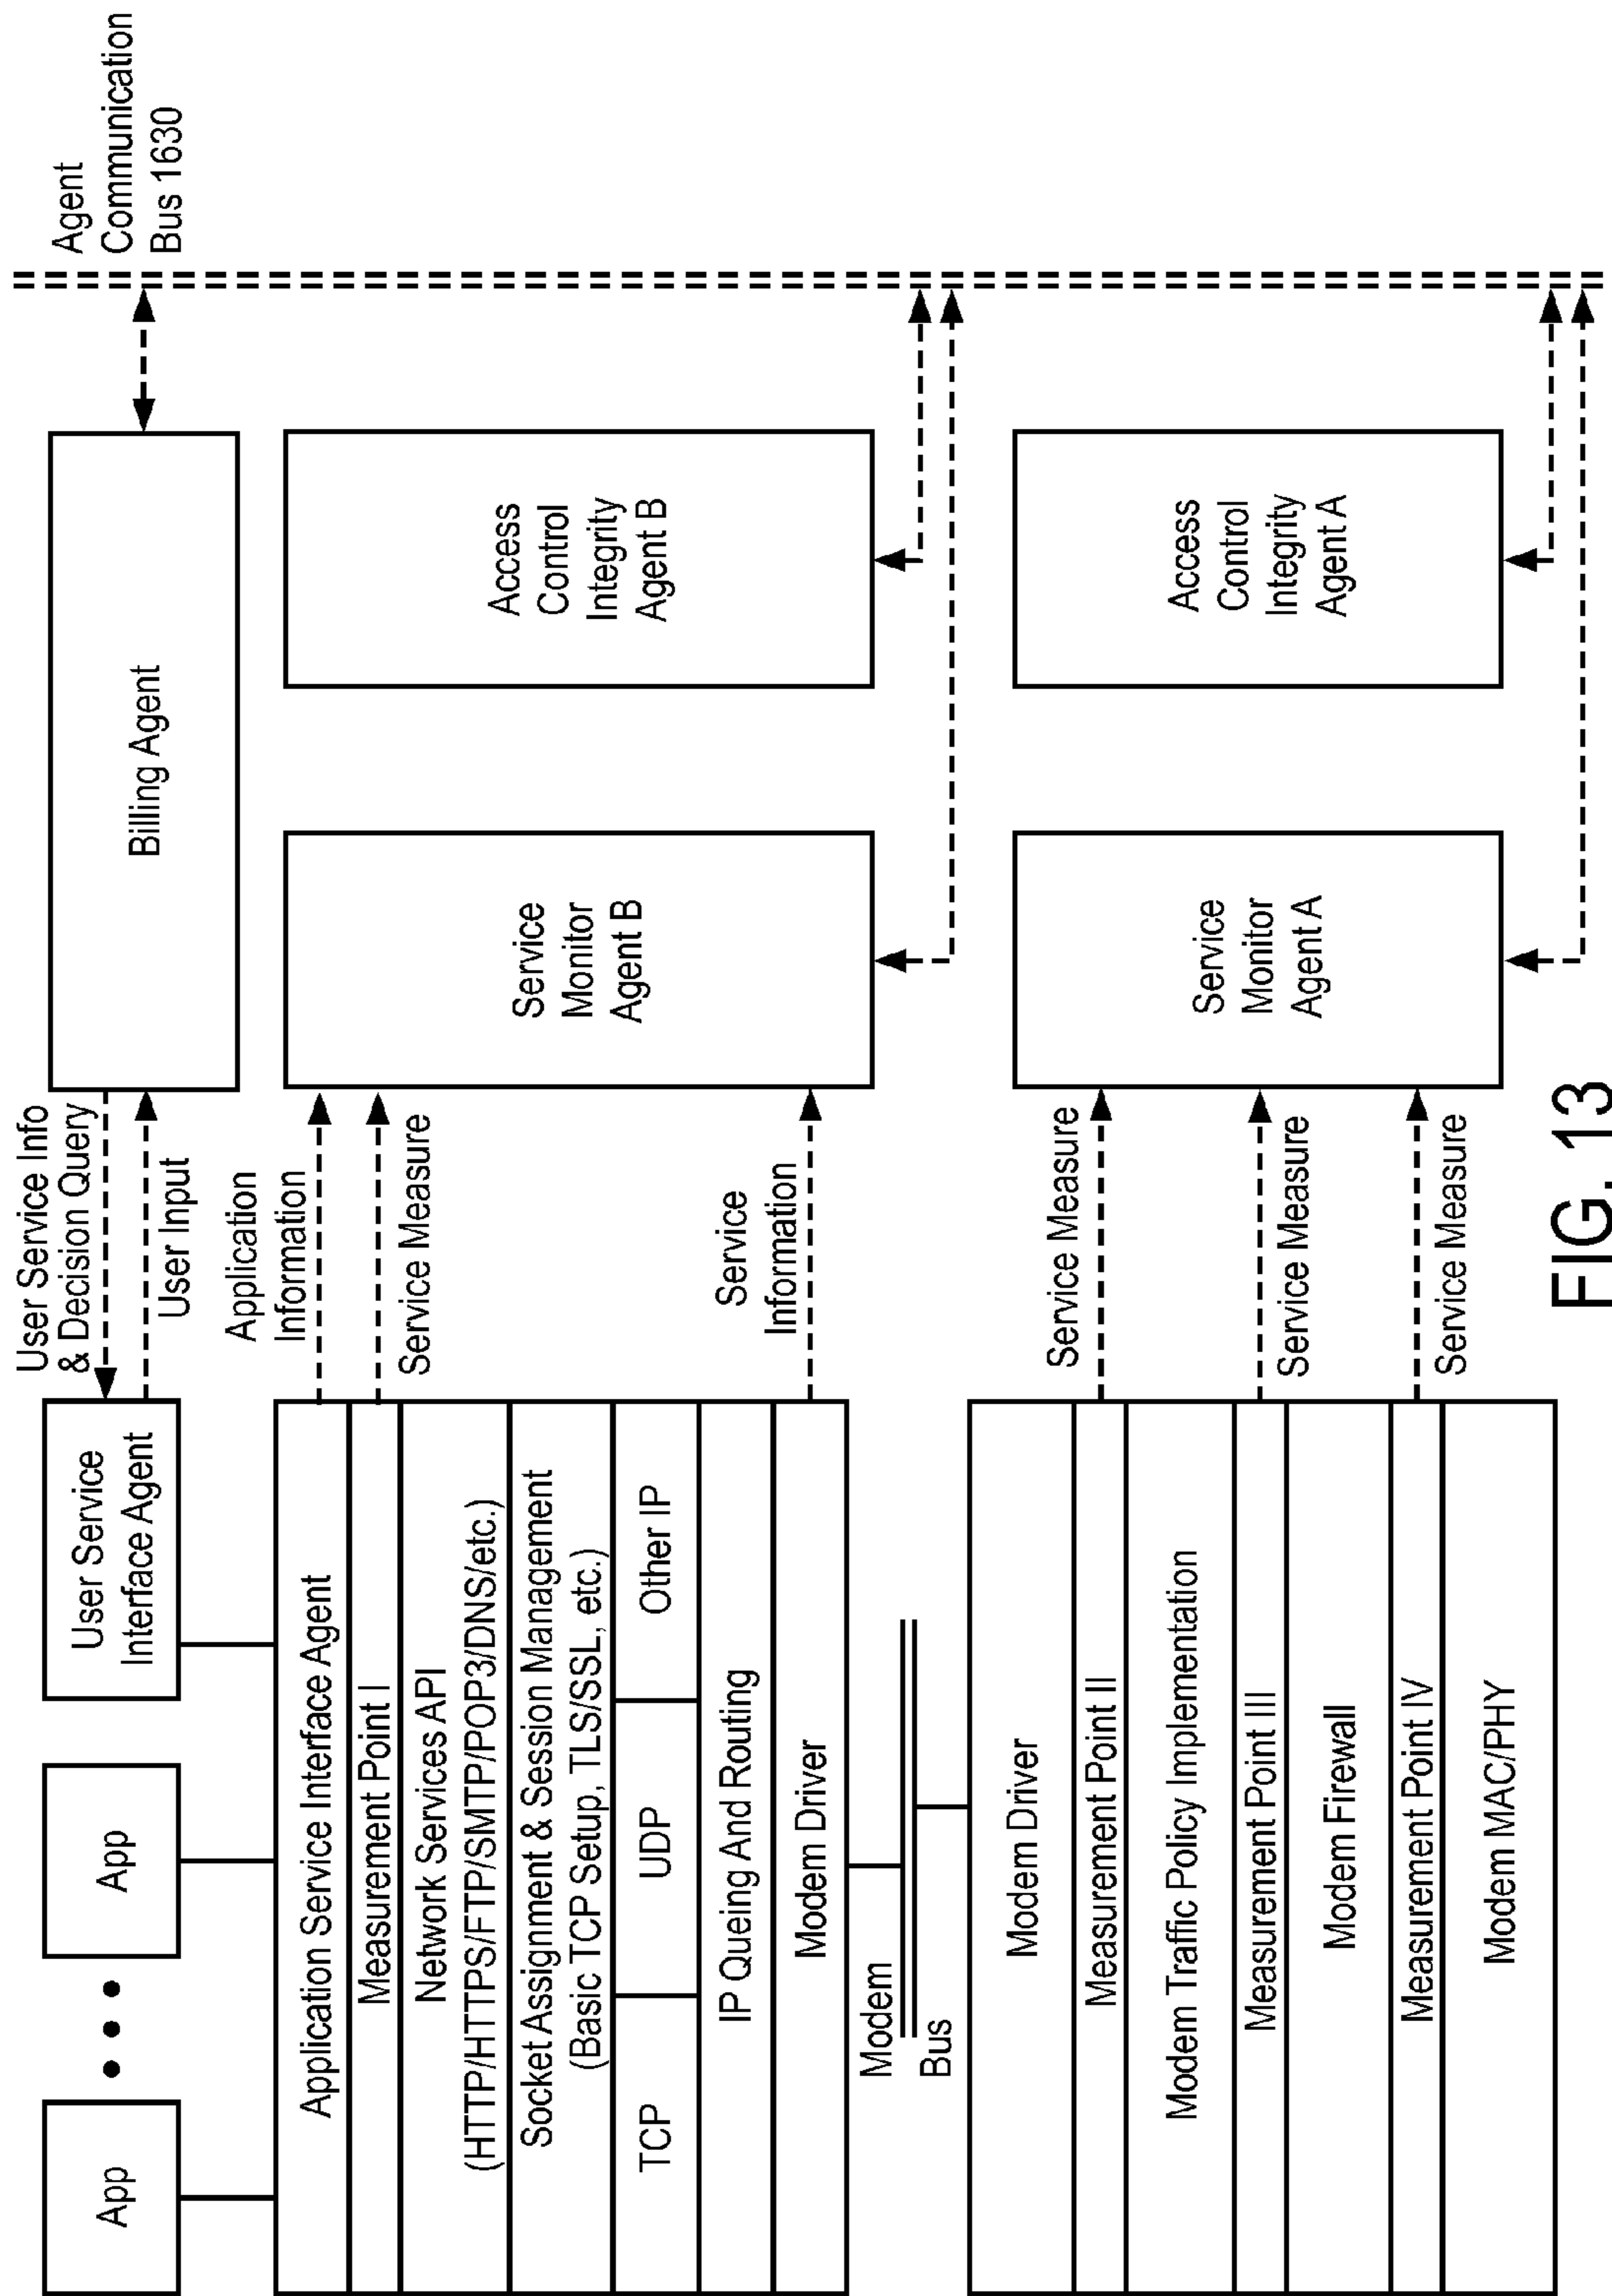 App
App
User Service
Interface Agent
User Service Info
& Decision Query
User Input
Billing Agent
Agent
Communication
Bus 1630
Application Service Interface Agent
Measurement Point I
Network Services API
(HTTP/HTTPS/FTP/SMTP/POP3/DNS/etc.)
Socket Assignment & Session Management
(Basic TCP Setup, TLS/SSL, etc.)
TCP
UDP
Other IP
IP Queing And Routing
Modem Driver
Application
Information
Service Measure
Service
Information
Service
Monitor
Agent B
Access
Control
Integrity
Agent B
Modem
Bus
Modem Driver
Measurement Point II
Modem Traffic Policy Implementation
Measurement Point III
Modem Firewall
Measurement Point IV
Modem MAC/PHY
Service Measure
Service Measure
Service Measure
Service
Monitor
Agent A
Access
Control
Integrity
Agent A
FIG. 13